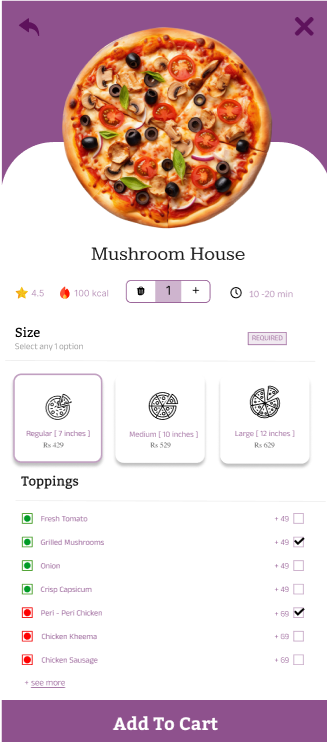 Mushroom House
4.5 100 kcal 1 + 10 -20 min
Size REQUIRED
Select any 1 option
Regular [ 7 inches ] Medium [ 10 inches ] Large [ 12 inches ]
Rs 429 Rs 529 Rs 629
Toppings
Fresh Tomato + 49
Grilled Mushrooms + 49
Onion + 49
Crisp Capsicum + 49
Peri - Peri Chicken + 69
Chicken Kheema + 69
Chicken Sausage + 69
+ see more
Add To Cart